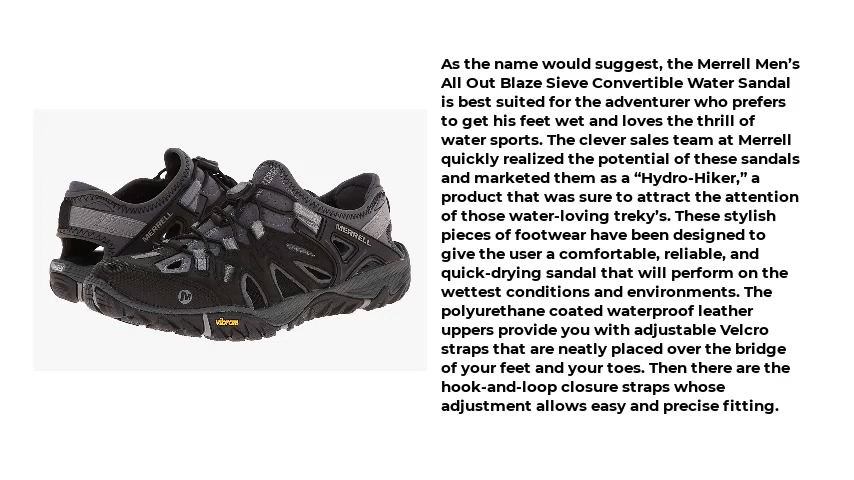 As the name would suggest, the Merrell Men’s
All Out Blaze Sieve Convertible Water Sandal
is best suited for the adventurer who prefers
to get his feet wet and loves the thrill of
water sports. The clever sales team at Merrell
quickly realized the potential of these sandals
and marketed them as a “Hydro-Hiker,” a
product that was sure to attract the attention
of those water-loving treky’s. These stylish
pieces of footwear have been designed to
give the user a comfortable, reliable, and
quick-drying sandal that will perform on the
wettest conditions and environments. The
polyurethane coated waterproof leather
uppers provide you with adjustable Velcro
straps that are neatly placed over the bridge
of your feet and your toes. Then there are the
hook-and-loop closure straps whose
adjustment allows easy and precise fitting.
MERRELL
MERRELL
vibram